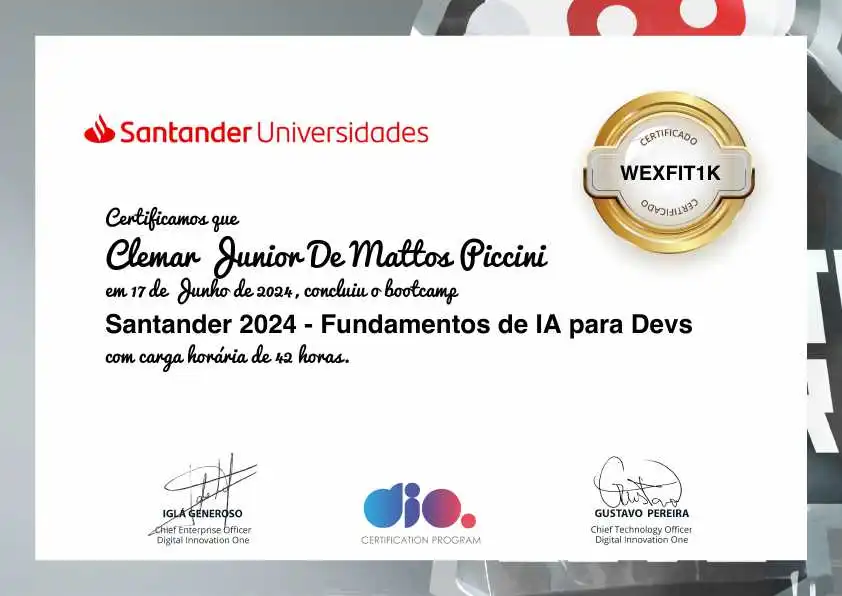 Santander Universidades
CERTIFICADO
WEXFIT1K
CERTIFICADO
Certificamos que
Clemar Junior De Mattos Piccini
em 17 de Junho de 2024, concluiu o bootcamp
Santander 2024 - Fundamentos de IA para Devs
com carga horária de 42 horas.
IGLÁ GENEROSO
Chief Enterprise Officer
Digital Innovation One
dio.
CERTIFICATION PROGRAM
GUSTAVO PEREIRA
Chief Technology Officer
Digital Innovation One